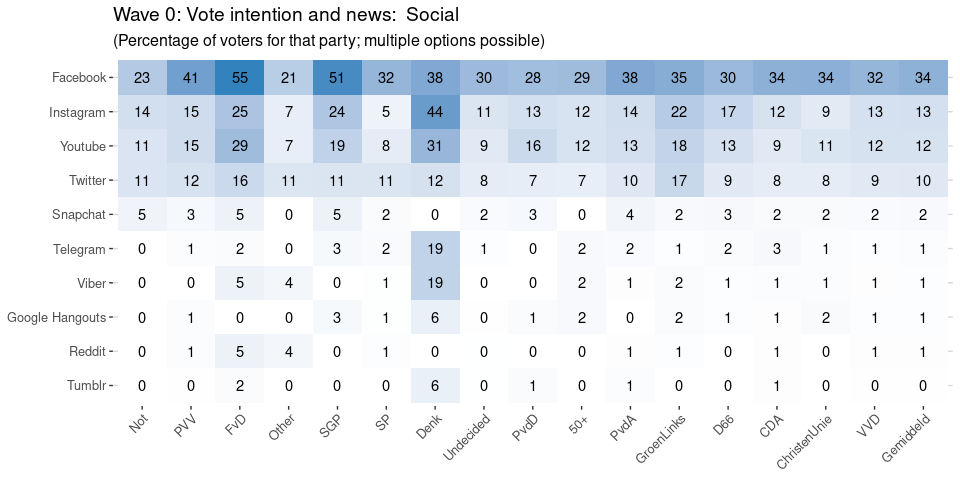 Wave 0: Vote intention and news:  Social
(Percentage of voters for that party; multiple options possible)
Facebook 23 41 55 21 51 32 38 30 28 29 38 35 30 34 34 32 34
Instagram 14 15 25 7 24 5 44 11 13 12 14 22 17 12 9 13 13
Youtube 11 15 29 7 19 8 31 9 16 12 13 18 13 9 11 12 12
Twitter 11 12 16 11 11 11 12 8 7 7 10 17 9 8 8 9 10
Snapchat 5 3 5 0 5 2 0 2 3 0 4 2 3 2 2 2 2
Telegram 0 1 2 0 3 2 19 1 0 2 2 1 2 3 1 1 1
Viber 0 0 5 4 0 1 19 0 0 2 1 2 1 1 1 1 1
Google Hangouts 0 1 0 0 3 1 6 0 1 2 0 2 1 1 2 1 1
Reddit 0 1 5 4 0 1 0 0 0 0 1 1 0 1 0 1 1
Tumblr 0 0 2 0 0 0 6 0 1 0 1 0 0 1 0 0 0
Not PVV FvD Other SGP SP Denk Undecided PvdD 50+ PvdA GroenLinks D66 CDA ChristenUnie VVD Gemiddeld